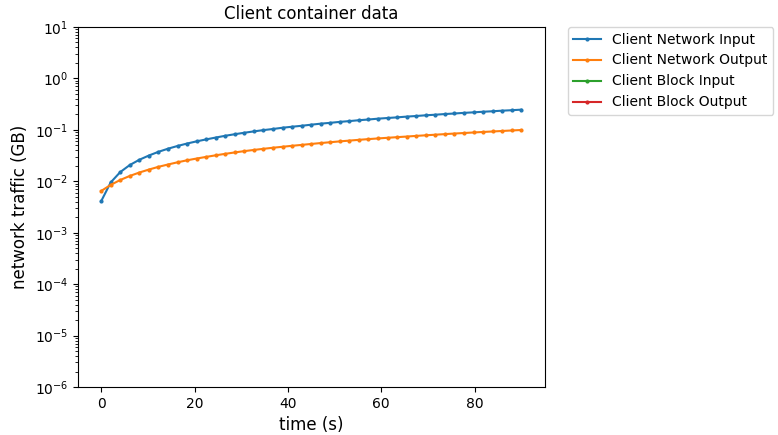 Client container data
network traffic (GB)
10¹
10⁰
10⁻¹
10⁻²
10⁻³
10⁻⁴
10⁻⁵
10⁻⁶
0 20 40 60 80
time (s)
Client Network Input
Client Network Output
Client Block Input
Client Block Output